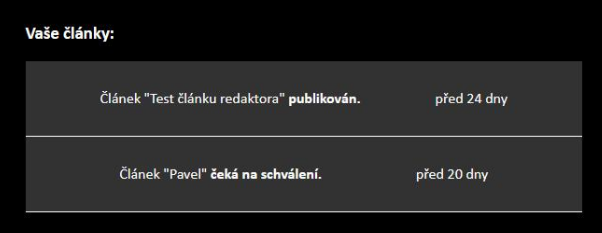 Vaše články:
Článek "Test článku redaktora" publikován. před 24 dny
Článek "Pavel" čeká na schválení. před 20 dny